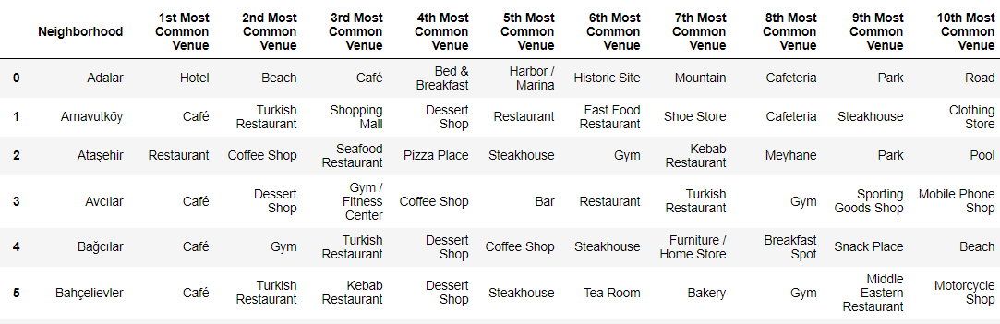 Neighborhood 1st Most Common Venue 2nd Most Common Venue 3rd Most Common Venue 4th Most Common Venue 5th Most Common Venue 6th Most Common Venue 7th Most Common Venue 8th Most Common Venue 9th Most Common Venue 10th Most Common Venue
0 Adalar Hotel Beach Café Bed & Breakfast Harbor / Marina Historic Site Mountain Cafeteria Park Road
1 Arnavutköy Café Turkish Restaurant Shopping Mall Dessert Shop Restaurant Fast Food Restaurant Shoe Store Cafeteria Steakhouse Clothing Store
2 Ataşehir Restaurant Coffee Shop Seafood Restaurant Pizza Place Steakhouse Gym Kebab Restaurant Meyhane Park Pool
3 Avcılar Café Dessert Shop Gym / Fitness Center Coffee Shop Bar Restaurant Turkish Restaurant Gym Sporting Goods Shop Mobile Phone Shop
4 Bağcılar Café Gym Turkish Restaurant Dessert Shop Coffee Shop Steakhouse Furniture / Home Store Breakfast Spot Snack Place Beach
5 Bahçelievler Café Turkish Restaurant Kebab Restaurant Dessert Shop Steakhouse Tea Room Bakery Gym Middle Eastern Restaurant Motorcycle Shop